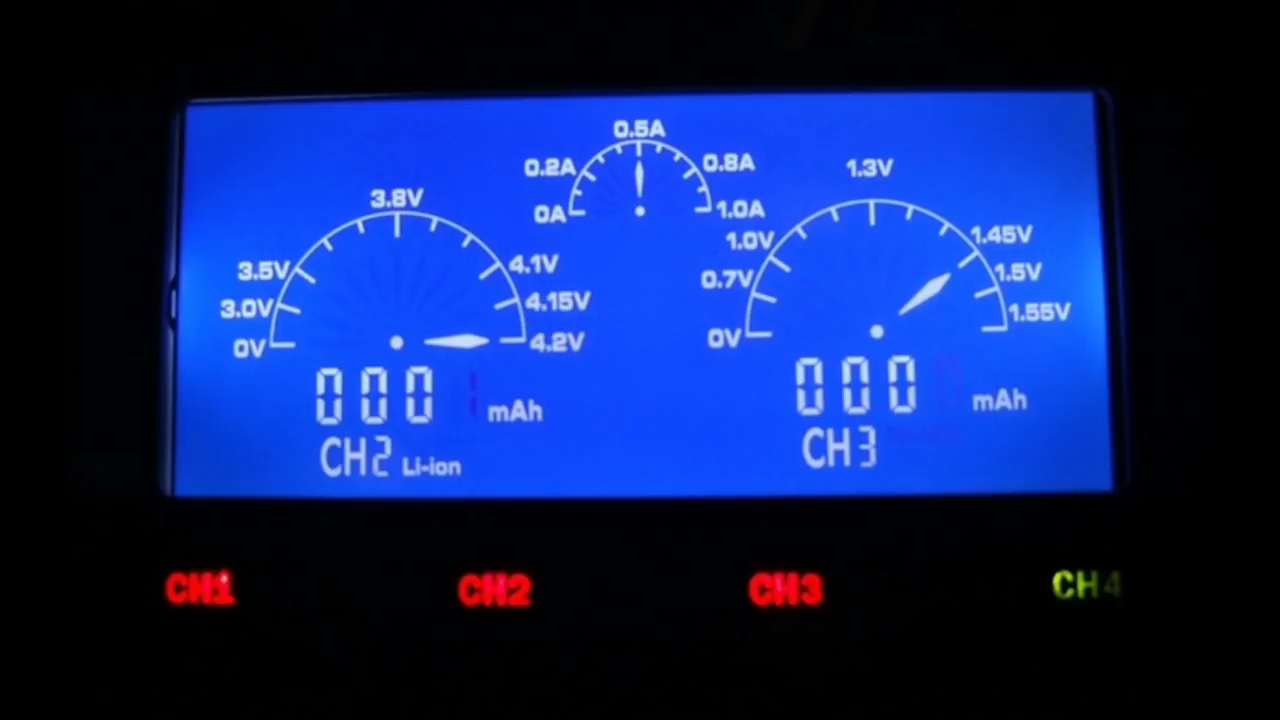 0.5A
0.2A 0.8A
0A 1.0A
3.8V
3.5V 4.1V
3.0V 4.15V
0V 4.2V
000 mAh
CH2 Li-ion
1.3V
1.0V 1.45V
0.7V 1.5V
0V 1.55V
000 mAh
CH3
CH1 CH2 CH3 CH4